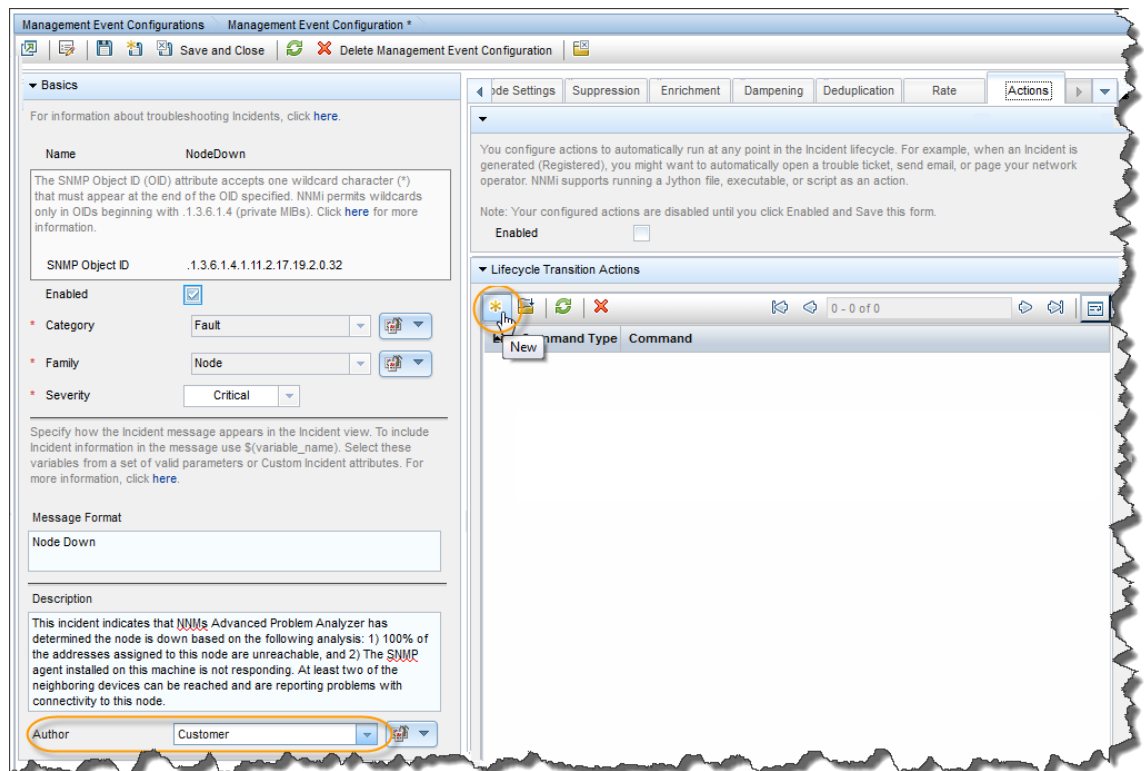 Management Event Configurations
Management Event Configuration *
Save and Close
Delete Management Event Configuration
Basics
For information about troubleshooting Incidents, click here.
Name
NodeDown
The SNMP Object ID (OID) attribute accepts one wildcard character (*)
that must appear at the end of the OID specified. NNMi permits wildcards
only in OIDs beginning with .1.3.6.1.4 (private MIBs). Click here for more
information.
SNMP Object ID
.1.3.6.1.4.1.11.2.17.19.2.0.32
Enabled
* Category
Fault
* Family
Node
* Severity
Critical
Specify how the Incident message appears in the Incident view. To include
Incident information in the message use $(variable_name). Select these
variables from a set of valid parameters or Custom Incident attributes. For
more information, click here.
Message Format
Node Down
Description
This incident indicates that NNMs Advanced Problem Analyzer has
determined the node is down based on the following analysis: 1) 100% of
the addresses assigned to this node are unreachable, and 2) The SNMP
agent installed on this machine is not responding. At least two of the
neighboring devices can be reached and are reporting problems with
connectivity to this node.
Author
Customer
ode Settings
Suppression
Enrichment
Dampening
Deduplication
Rate
Actions
You configure actions to automatically run at any point in the Incident lifecycle. For example, when an Incident is
generated (Registered), you might want to automatically open a trouble ticket, send email, or page your network
operator. NNMi supports running a Jython file, executable, or script as an action.
Note: Your configured actions are disabled until you click Enabled and Save this form.
Enabled
Lifecycle Transition Actions
0 - 0 of 0
mand Type
Command
New